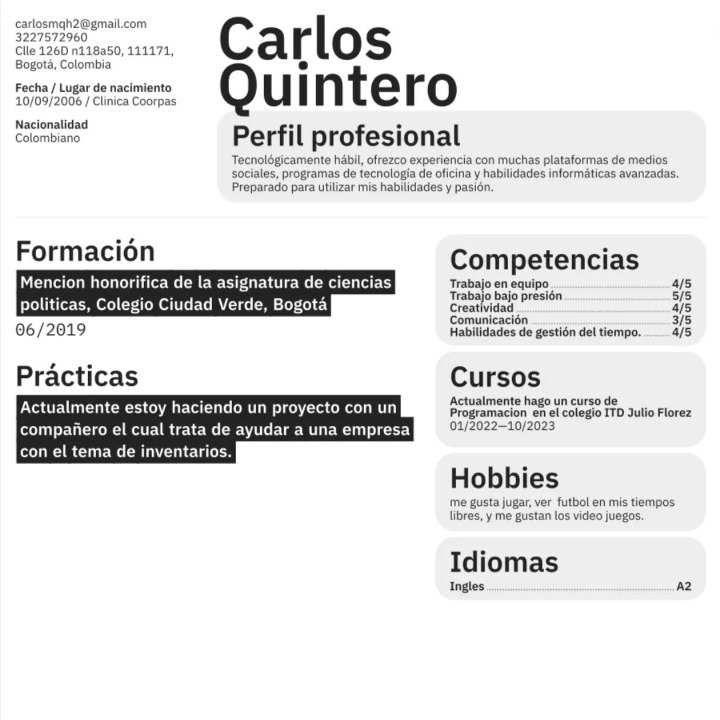 carlosmqh2@gmail.com
3227572960
Clle 126D n118a50, 111171,
Bogotá, Colombia
Fecha / Lugar de nacimiento
10/09/2006 / Clinica Coorpas
Nacionalidad
Colombiano
Carlos
Quintero
Perfil profesional
Tecnológicamente hábil, ofrezco experiencia con muchas plataformas de medios
sociales, programas de tecnología de oficina y habilidades informáticas avanzadas.
Preparado para utilizar mis habilidades y pasión.
Formación
Mencion honorifica de la asignatura de ciencias
politicas, Colegio Ciudad Verde, Bogotá
06/2019
Prácticas
Actualmente estoy haciendo un proyecto con un
compañero el cual trata de ayudar a una empresa
con el tema de inventarios.
Competencias
Trabajo en equipo 4/5
Trabajo bajo presión 5/5
Creatividad 4/5
Comunicación 3/5
Habilidades de gestión del tiempo. 4/5
Cursos
Actualmente hago un curso de
Programacion en el colegio ITD Julio Florez
01/2022—10/2023
Hobbies
me gusta jugar, ver futbol en mis tiempos
libres, y me gustan los video juegos.
Idiomas
Ingles A2